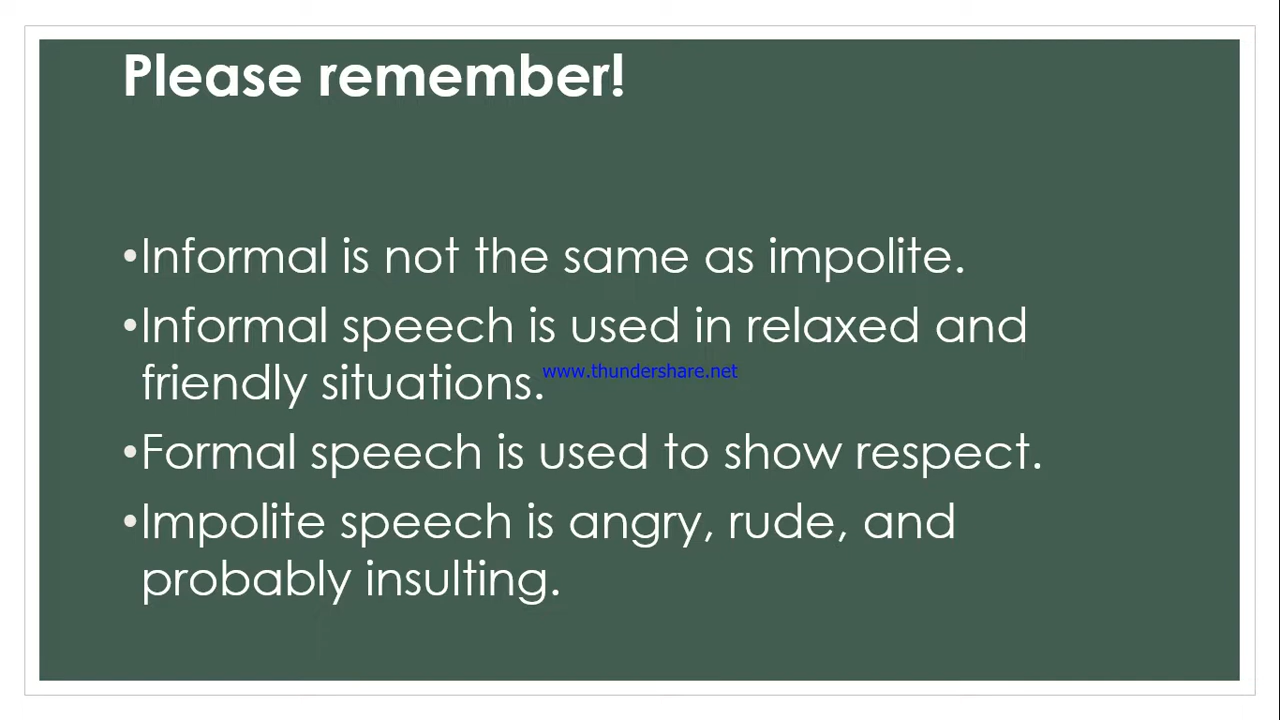 Please remember!
•Informal is not the same as impolite.
•Informal speech is used in relaxed and
friendly situations.
www.thundershare.net
•Formal speech is used to show respect.
•Impolite speech is angry, rude, and
probably insulting.